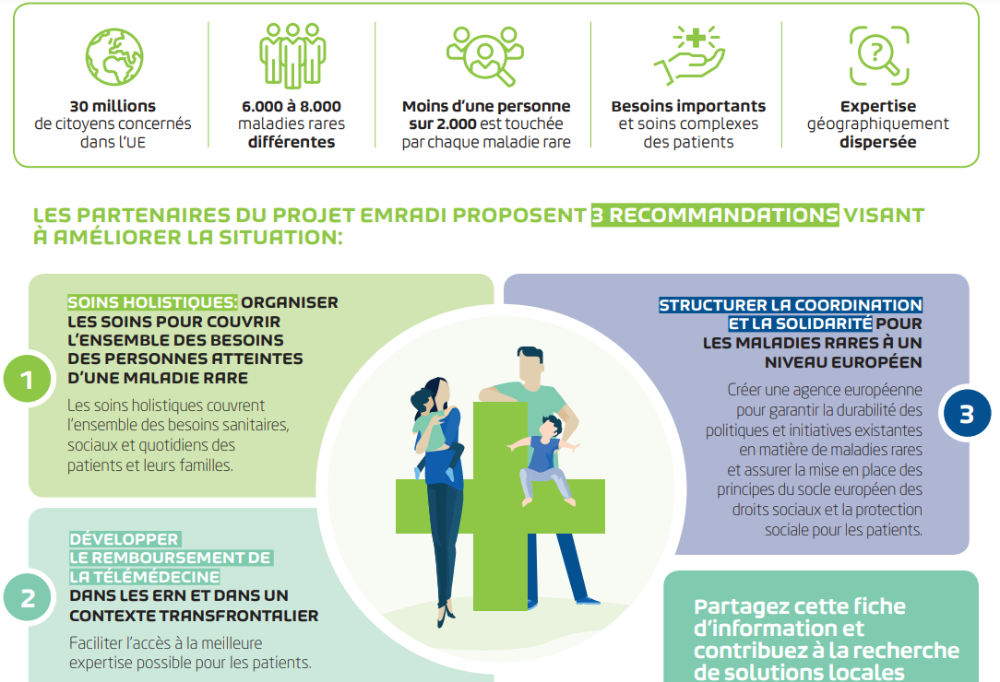 30 millions
de citoyens concernés
dans l'UE
6.000 à 8.000
maladies rares
différentes
Moins d'une personne
sur 2.000 est touchée
par chaque maladie rare
Besoins importants
et soins complexes
des patients
?
Expertise
géographiquement
dispersée
LES PARTENAIRES DU PROJET EMRADI PROPOSENT 3 RECOMMANDATIONS VISANT
À AMÉLIORER LA SITUATION:
1
SOINS HOLISTIQUES: ORGANISER
LES SOINS POUR COUVRIR
L'ENSEMBLE DES BESOINS
DES PERSONNES ATTEINTES
D'UNE MALADIE RARE
Les soins holistiques couvrent
l'ensemble des besoins sanitaires,
sociaux et quotidiens des
patients et leurs familles.
2
DÉVELOPPER
LE REMBOURSEMENT DE
LA TÉLÉMÉDECINE
DANS LES ERN ET DANS UN
CONTEXTE TRANSFRONTALIER
Faciliter l'accès à la meilleure
expertise possible pour les patients.
3
STRUCTURER LA COORDINATION
ET LA SOLIDARITÉ POUR
LES MALADIES RARES À UN
NIVEAU EUROPÉEN
Créer une agence européenne
pour garantir la durabilité des
politiques et initiatives existantes
en matière de maladies rares
et assurer la mise en place des
principes du socle européen des
droits sociaux et la protection
sociale pour les patients.
Partagez cette fiche
d'information et
contribuez à la recherche
de solutions locales